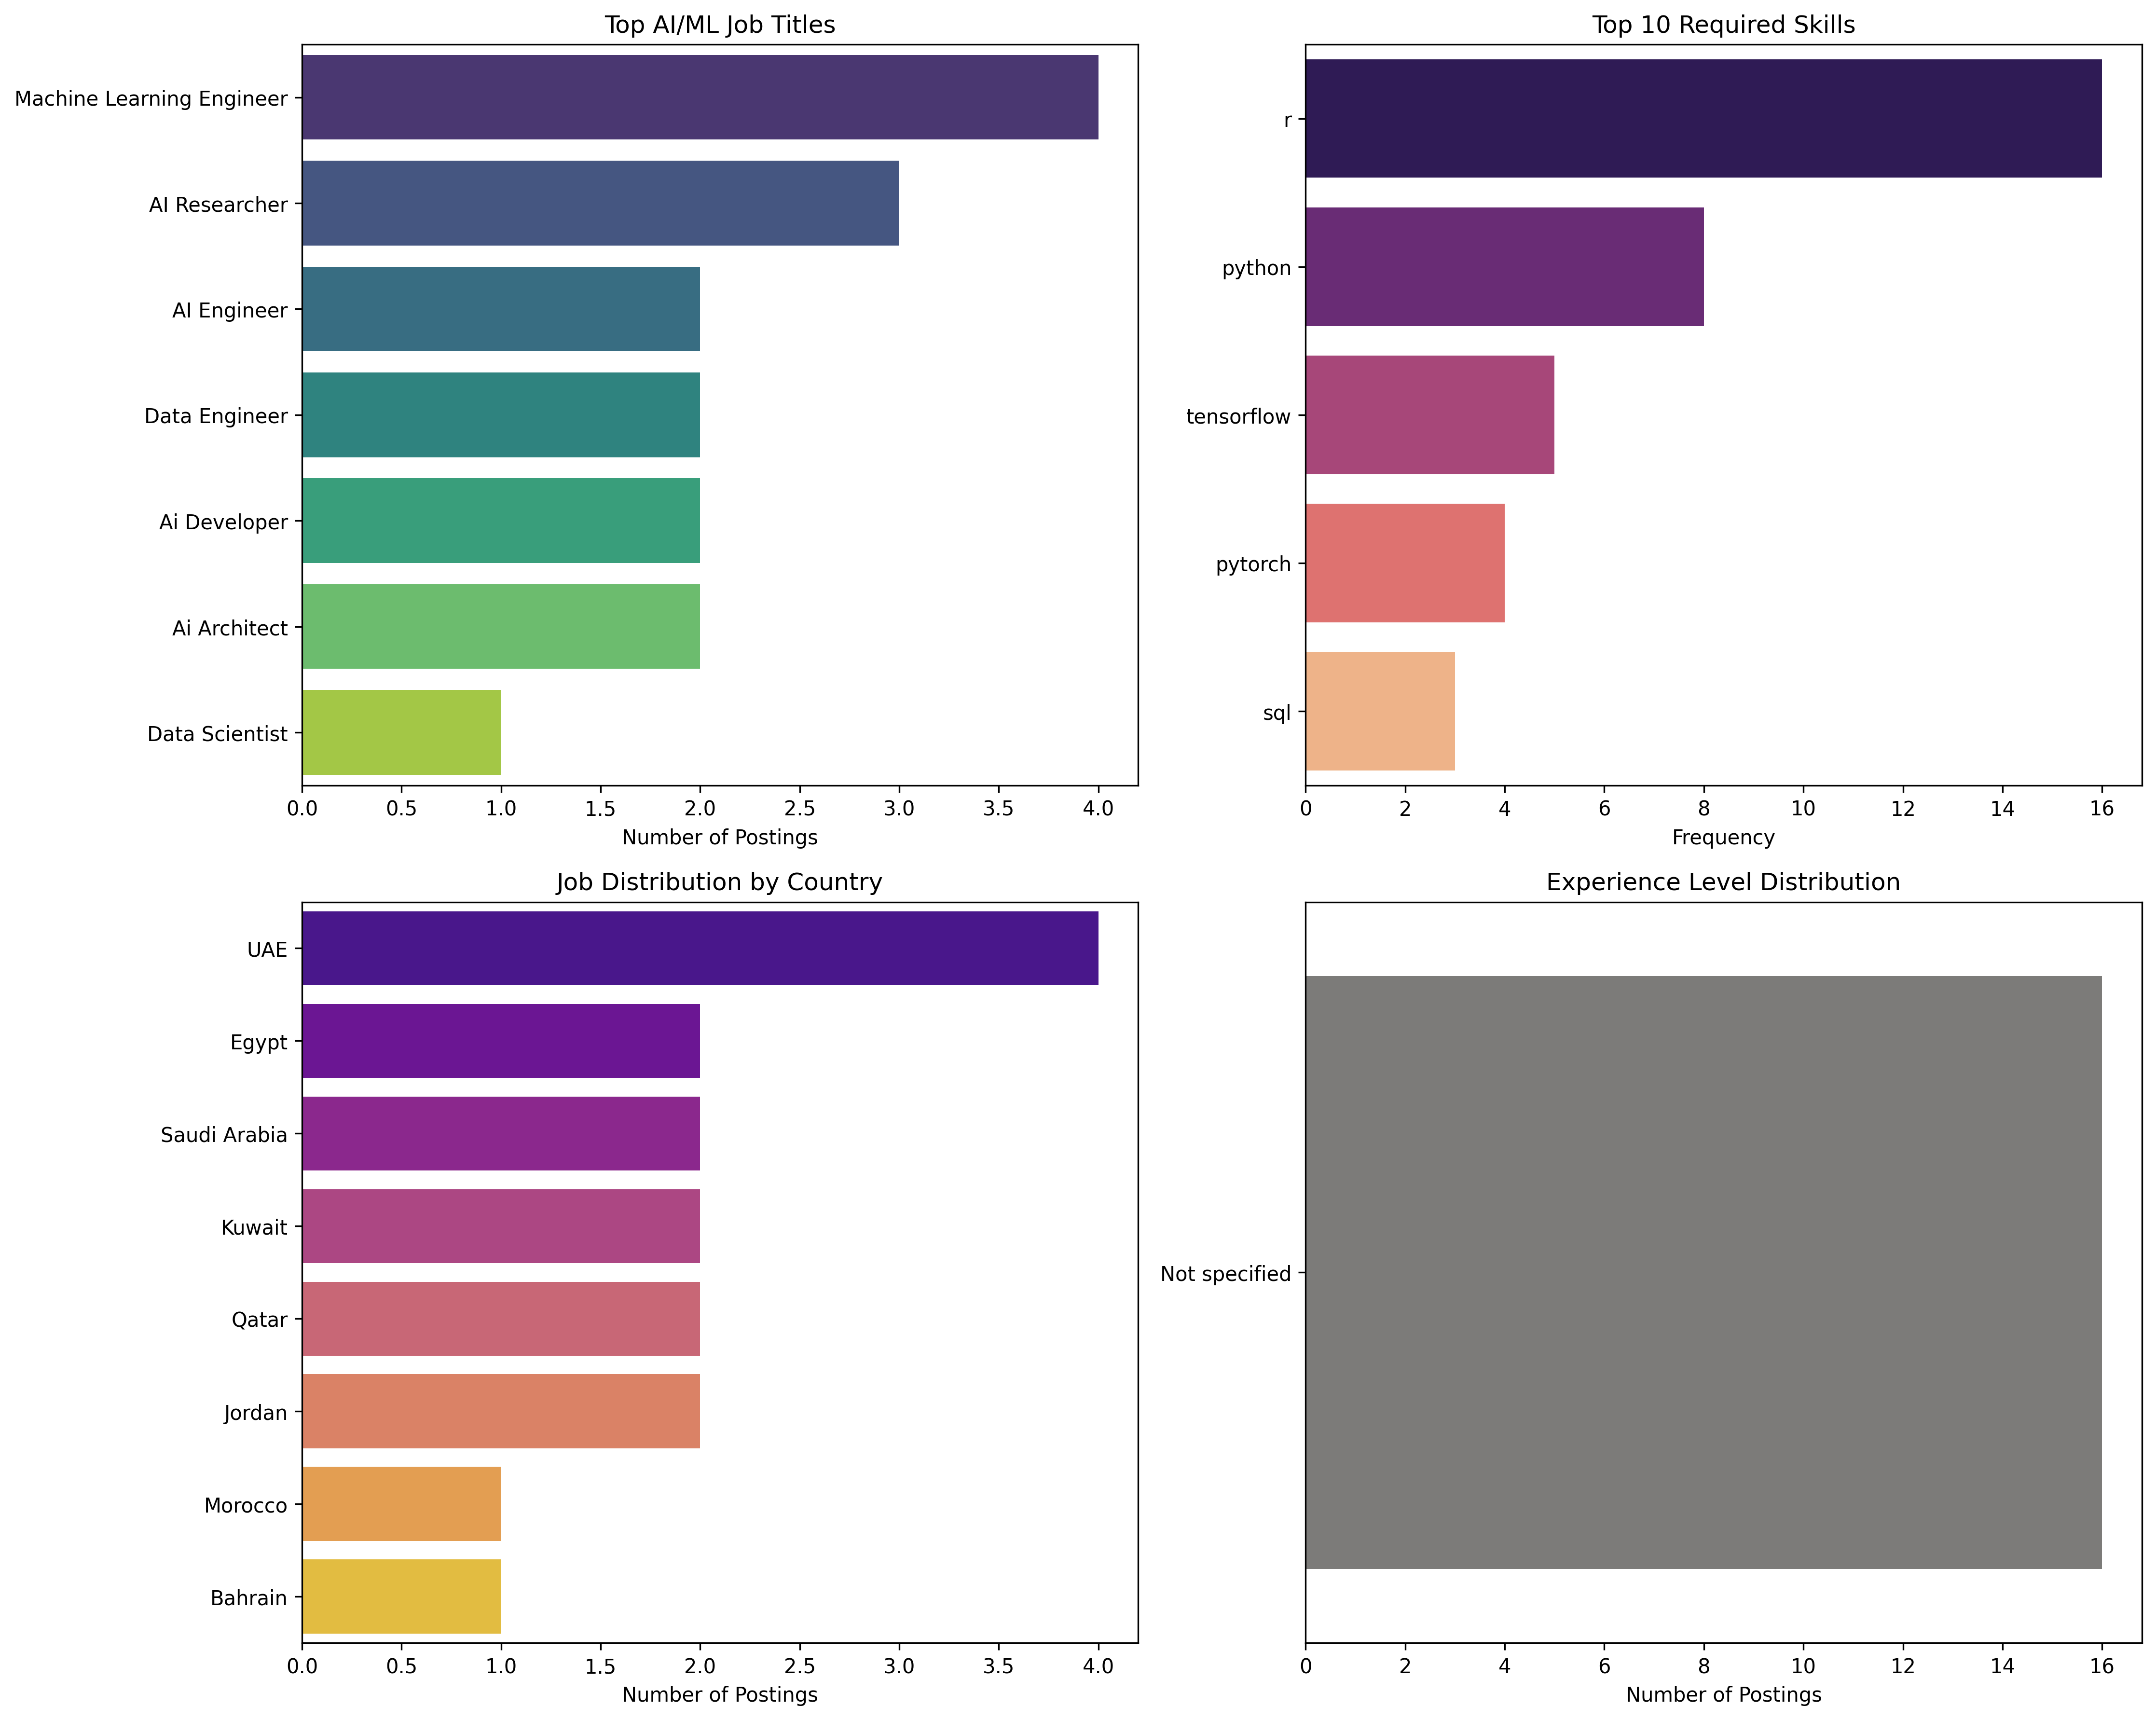 Top AI/ML Job Titles
Machine Learning Engineer
AI Researcher
AI Engineer
Data Engineer
Ai Developer
Ai Architect
Data Scientist
0.0 0.5 1.0 1.5 2.0 2.5 3.0 3.5 4.0
Number of Postings
Top 10 Required Skills
r
python
tensorflow
pytorch
sql
0 2 4 6 8 10 12 14 16
Frequency
Job Distribution by Country
UAE
Egypt
Saudi Arabia
Kuwait
Qatar
Jordan
Morocco
Bahrain
0.0 0.5 1.0 1.5 2.0 2.5 3.0 3.5 4.0
Number of Postings
Experience Level Distribution
Not specified
0 2 4 6 8 10 12 14 16
Number of Postings